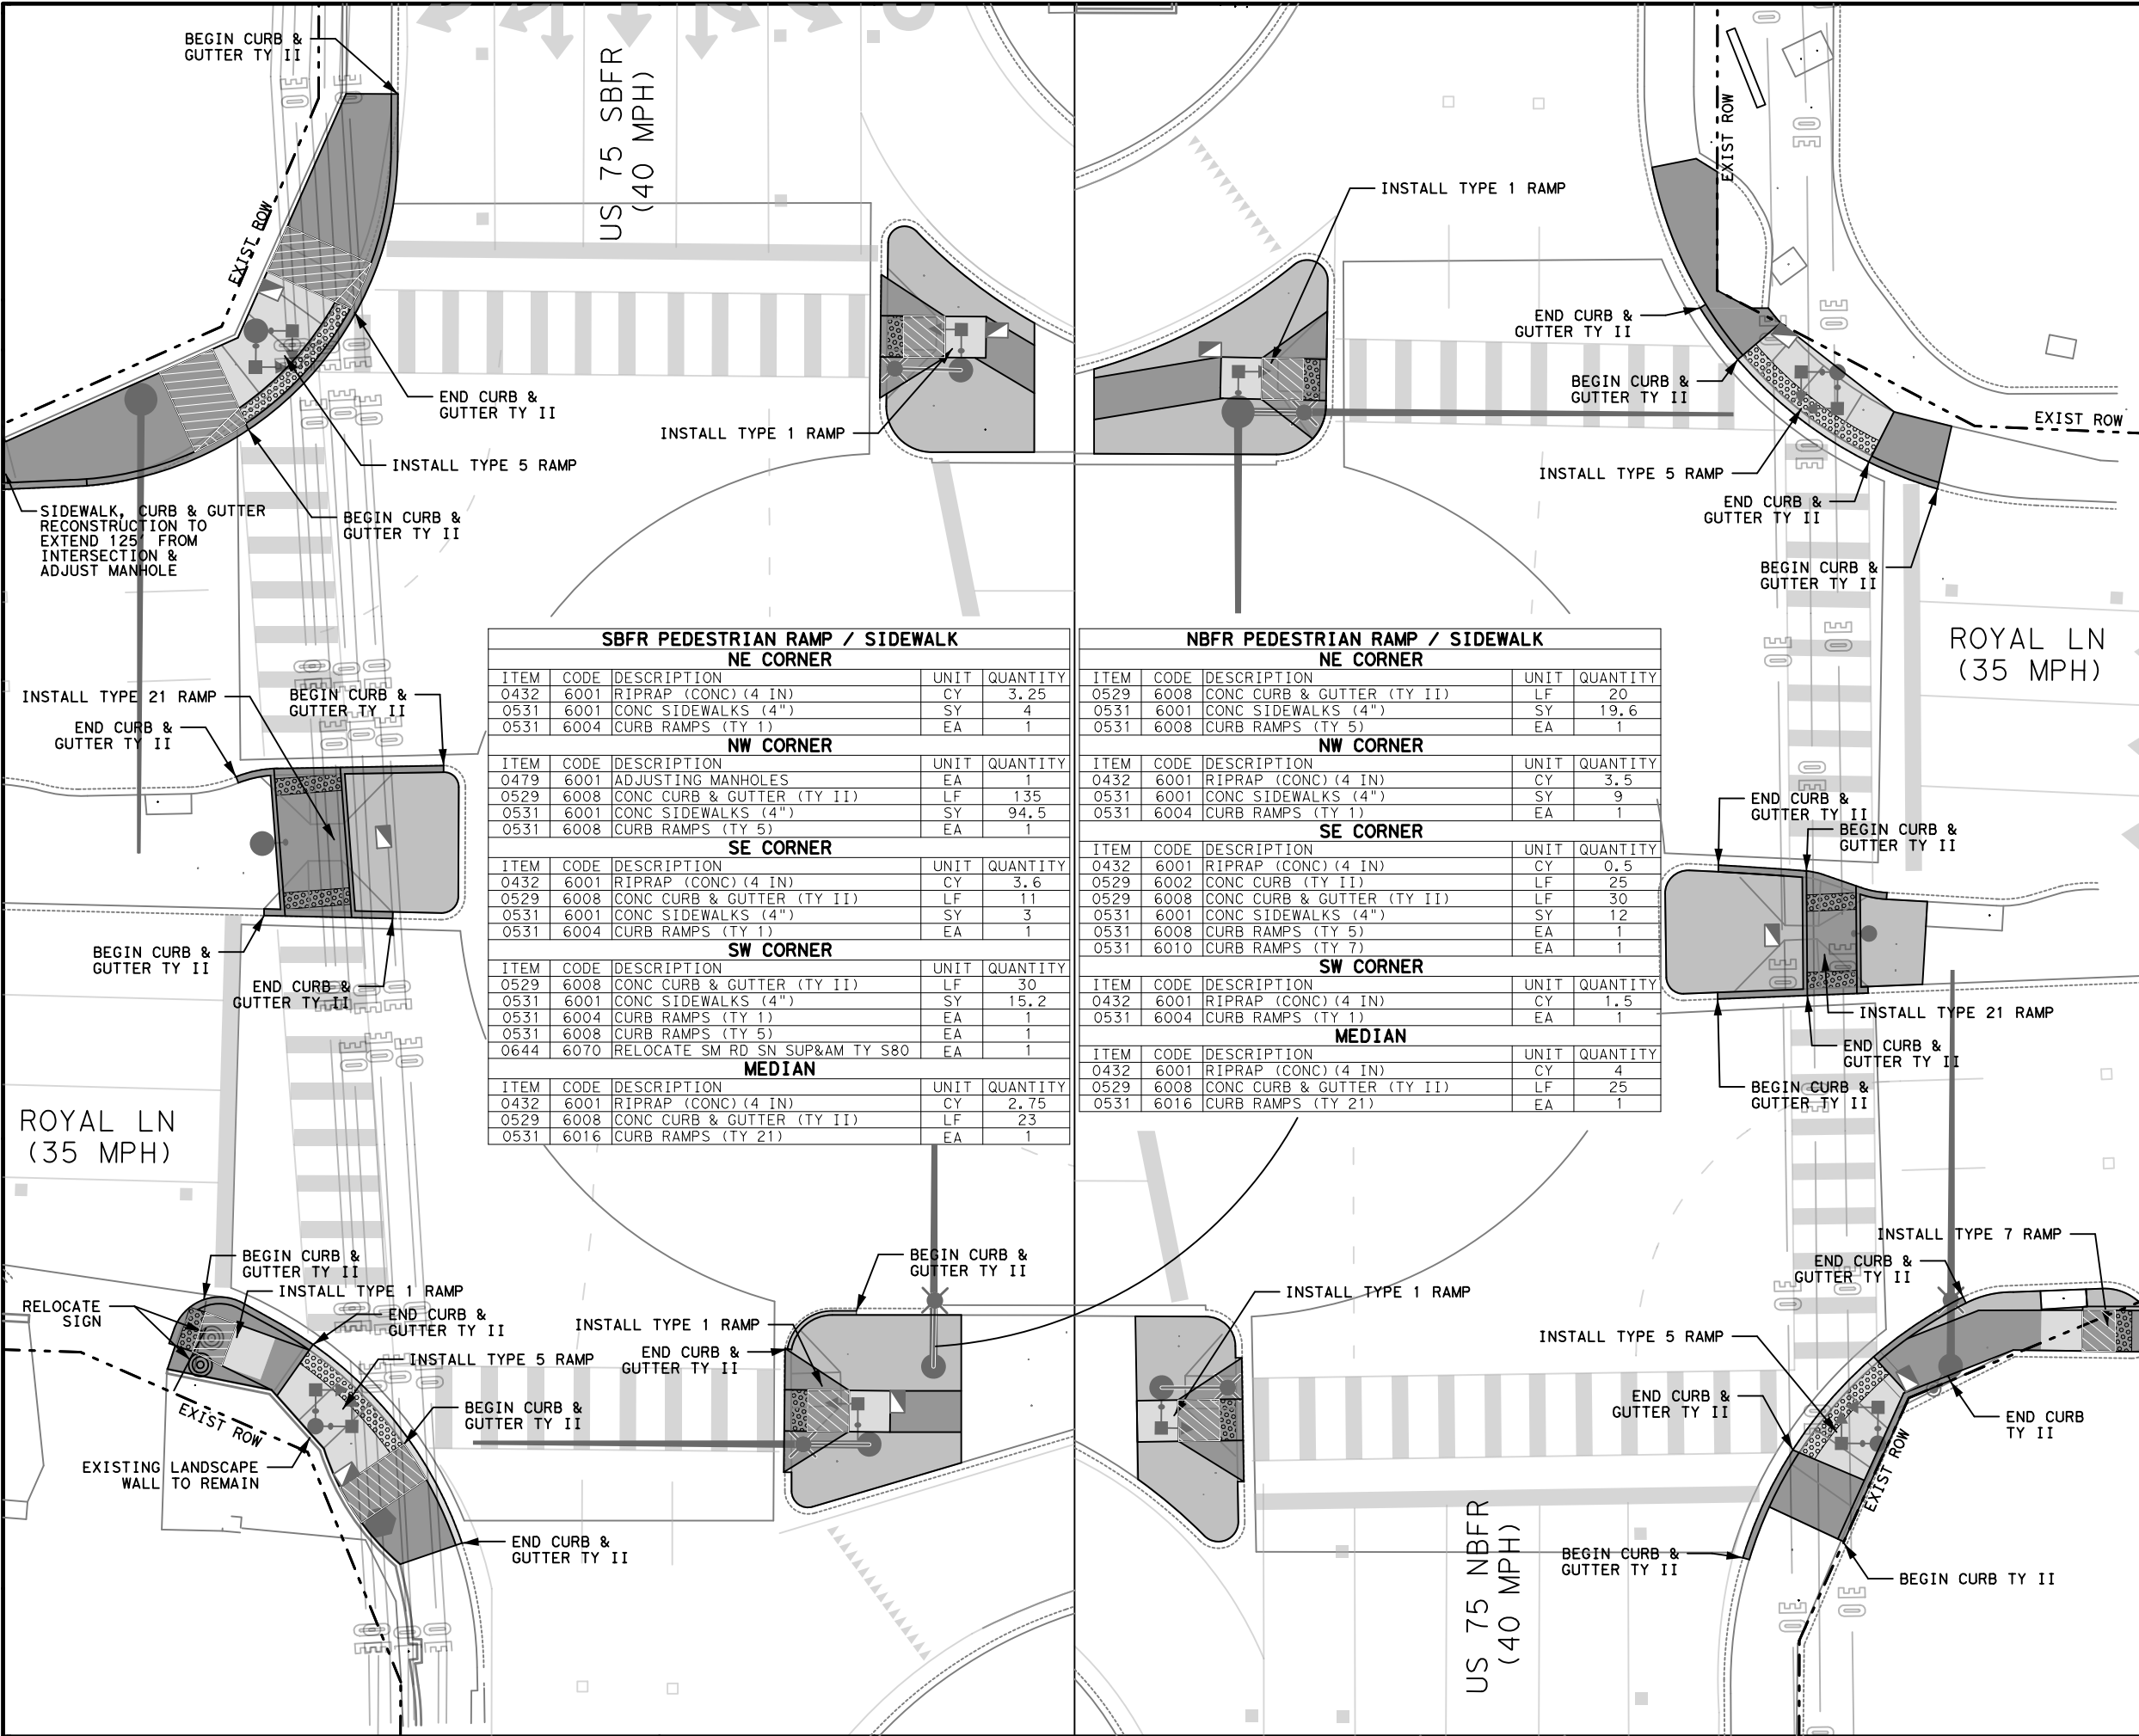 BEGIN CURB &
GUTTER TY II
US 75 SBFR
(40 MPH)
EXIST ROW
END CURB &
GUTTER TY II
INSTALL TYPE 1 RAMP
INSTALL TYPE 5 RAMP
SIDEWALK, CURB & GUTTER
RECONSTRUCTION TO
EXTEND 125' FROM
INTERSECTION &
ADJUST MANHOLE
BEGIN CURB &
GUTTER TY II
INSTALL TYPE 21 RAMP
BEGIN CURB &
GUTTER TY II
END CURB &
GUTTER TY II
BEGIN CURB &
GUTTER TY II
END CURB &
GUTTER TY II
ROYAL LN
(35 MPH)
BEGIN CURB &
GUTTER TY II
INSTALL TYPE 1 RAMP
RELOCATE
SIGN
END CURB &
GUTTER TY II
INSTALL TYPE 5 RAMP
EXIST ROW
BEGIN CURB &
GUTTER TY II
EXISTING LANDSCAPE
WALL TO REMAIN
END CURB &
GUTTER TY II
BEGIN CURB &
GUTTER TY II
INSTALL TYPE 1 RAMP
END CURB &
GUTTER TY II
SBFR PEDESTRIAN RAMP / SIDEWALK
NE CORNER
ITEM CODE DESCRIPTION UNIT QUANTITY
0432 6001 RIPRAP (CONC)(4 IN) CY 3.25
0531 6001 CONC SIDEWALKS (4") SY 4
0531 6004 CURB RAMPS (TY 1) EA 1
NW CORNER
ITEM CODE DESCRIPTION UNIT QUANTITY
0479 6001 ADJUSTING MANHOLES EA 1
0529 6008 CONC CURB & GUTTER (TY II) LF 135
0531 6001 CONC SIDEWALKS (4") SY 94.5
0531 6008 CURB RAMPS (TY 5) EA 1
SE CORNER
ITEM CODE DESCRIPTION UNIT QUANTITY
0432 6001 RIPRAP (CONC)(4 IN) CY 3.6
0529 6008 CONC CURB & GUTTER (TY II) LF 11
0531 6001 CONC SIDEWALKS (4") SY 3
0531 6004 CURB RAMPS (TY 1) EA 1
SW CORNER
ITEM CODE DESCRIPTION UNIT QUANTITY
0529 6008 CONC CURB & GUTTER (TY II) LF 30
0531 6001 CONC SIDEWALKS (4") SY 15.2
0531 6004 CURB RAMPS (TY 1) EA 1
0531 6008 CURB RAMPS (TY 5) EA 1
0644 6070 RELOCATE SM RD SN SUP&AM TY S80 EA 1
MEDIAN
ITEM CODE DESCRIPTION UNIT QUANTITY
0432 6001 RIPRAP (CONC)(4 IN) CY 2.75
0529 6008 CONC CURB & GUTTER (TY II) LF 23
0531 6016 CURB RAMPS (TY 21) EA 1
NBFR PEDESTRIAN RAMP / SIDEWALK
NE CORNER
ITEM CODE DESCRIPTION UNIT QUANTITY
0529 6008 CONC CURB & GUTTER (TY II) LF 20
0531 6001 CONC SIDEWALKS (4") SY 19.6
0531 6008 CURB RAMPS (TY 5) EA 1
NW CORNER
ITEM CODE DESCRIPTION UNIT QUANTITY
0432 6001 RIPRAP (CONC)(4 IN) CY 3.5
0531 6001 CONC SIDEWALKS (4") SY 9
0531 6004 CURB RAMPS (TY 1) EA 1
SE CORNER
ITEM CODE DESCRIPTION UNIT QUANTITY
0432 6001 RIPRAP (CONC)(4 IN) CY 0.5
0529 6002 CONC CURB (TY II) LF 25
0529 6008 CONC CURB & GUTTER (TY II) LF 30
0531 6001 CONC SIDEWALKS (4") SY 12
0531 6008 CURB RAMPS (TY 5) EA 1
0531 6010 CURB RAMPS (TY 7) EA 1
SW CORNER
ITEM CODE DESCRIPTION UNIT QUANTITY
0432 6001 RIPRAP (CONC)(4 IN) CY 1.5
0531 6004 CURB RAMPS (TY 1) EA 1
MEDIAN
ITEM CODE DESCRIPTION UNIT QUANTITY
0432 6001 RIPRAP (CONC)(4 IN) CY 4
0529 6008 CONC CURB & GUTTER (TY II) LF 25
0531 6016 CURB RAMPS (TY 21) EA 1
INSTALL TYPE 1 RAMP
EXIST ROW
END CURB &
GUTTER TY II
BEGIN CURB &
GUTTER TY II
EXIST ROW
INSTALL TYPE 5 RAMP
END CURB &
GUTTER TY II
BEGIN CURB &
GUTTER TY II
ROYAL LN
(35 MPH)
END CURB &
GUTTER TY II
BEGIN CURB &
GUTTER TY II
INSTALL TYPE 21 RAMP
END CURB &
GUTTER TY II
BEGIN CURB &
GUTTER TY II
INSTALL TYPE 7 RAMP
END CURB &
GUTTER TY II
INSTALL TYPE 1 RAMP
INSTALL TYPE 5 RAMP
END CURB &
GUTTER TY II
END CURB
TY II
EXIST ROW
US 75 NBFR
(40 MPH)
BEGIN CURB &
GUTTER TY II
BEGIN CURB TY II
OE
OE
OE
OE
OE
OE
OE
OE
OE
OE
OE
OE